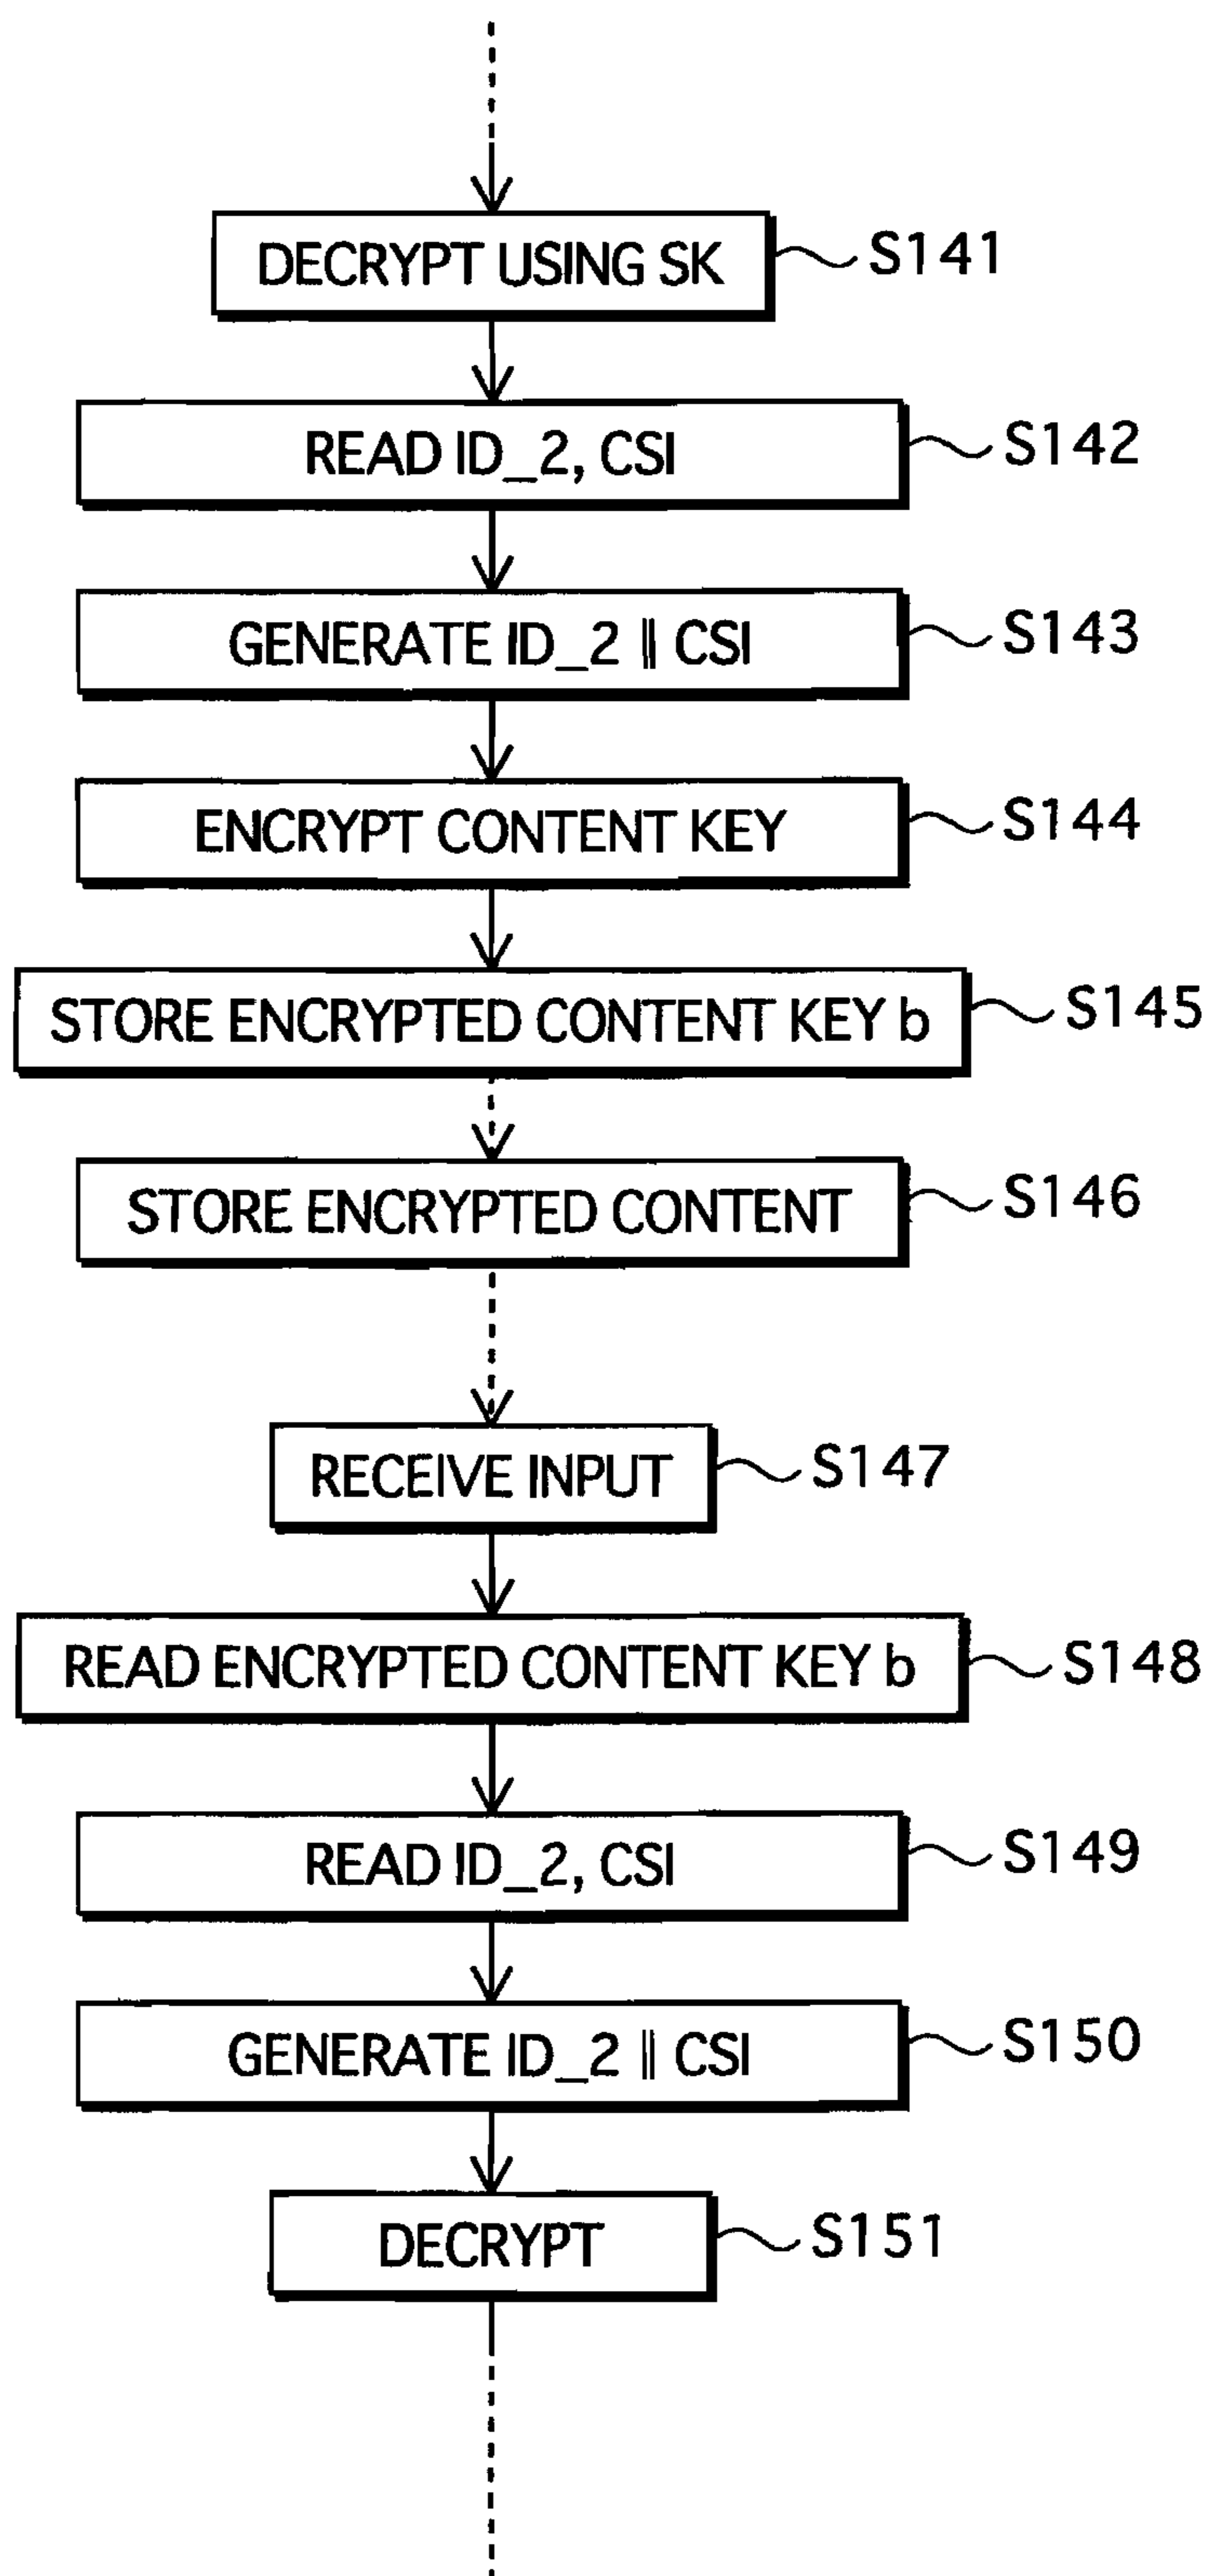 DECRYPT USING SK S141
READ ID_2, CSI S142
GENERATE ID_2 || CSI S143
ENCRYPT CONTENT KEY S144
STORE ENCRYPTED CONTENT KEY b S145
STORE ENCRYPTED CONTENT S146
RECEIVE INPUT S147
READ ENCRYPTED CONTENT KEY b S148
READ ID_2, CSI S149
GENERATE ID_2 || CSI S150
DECRYPT S151